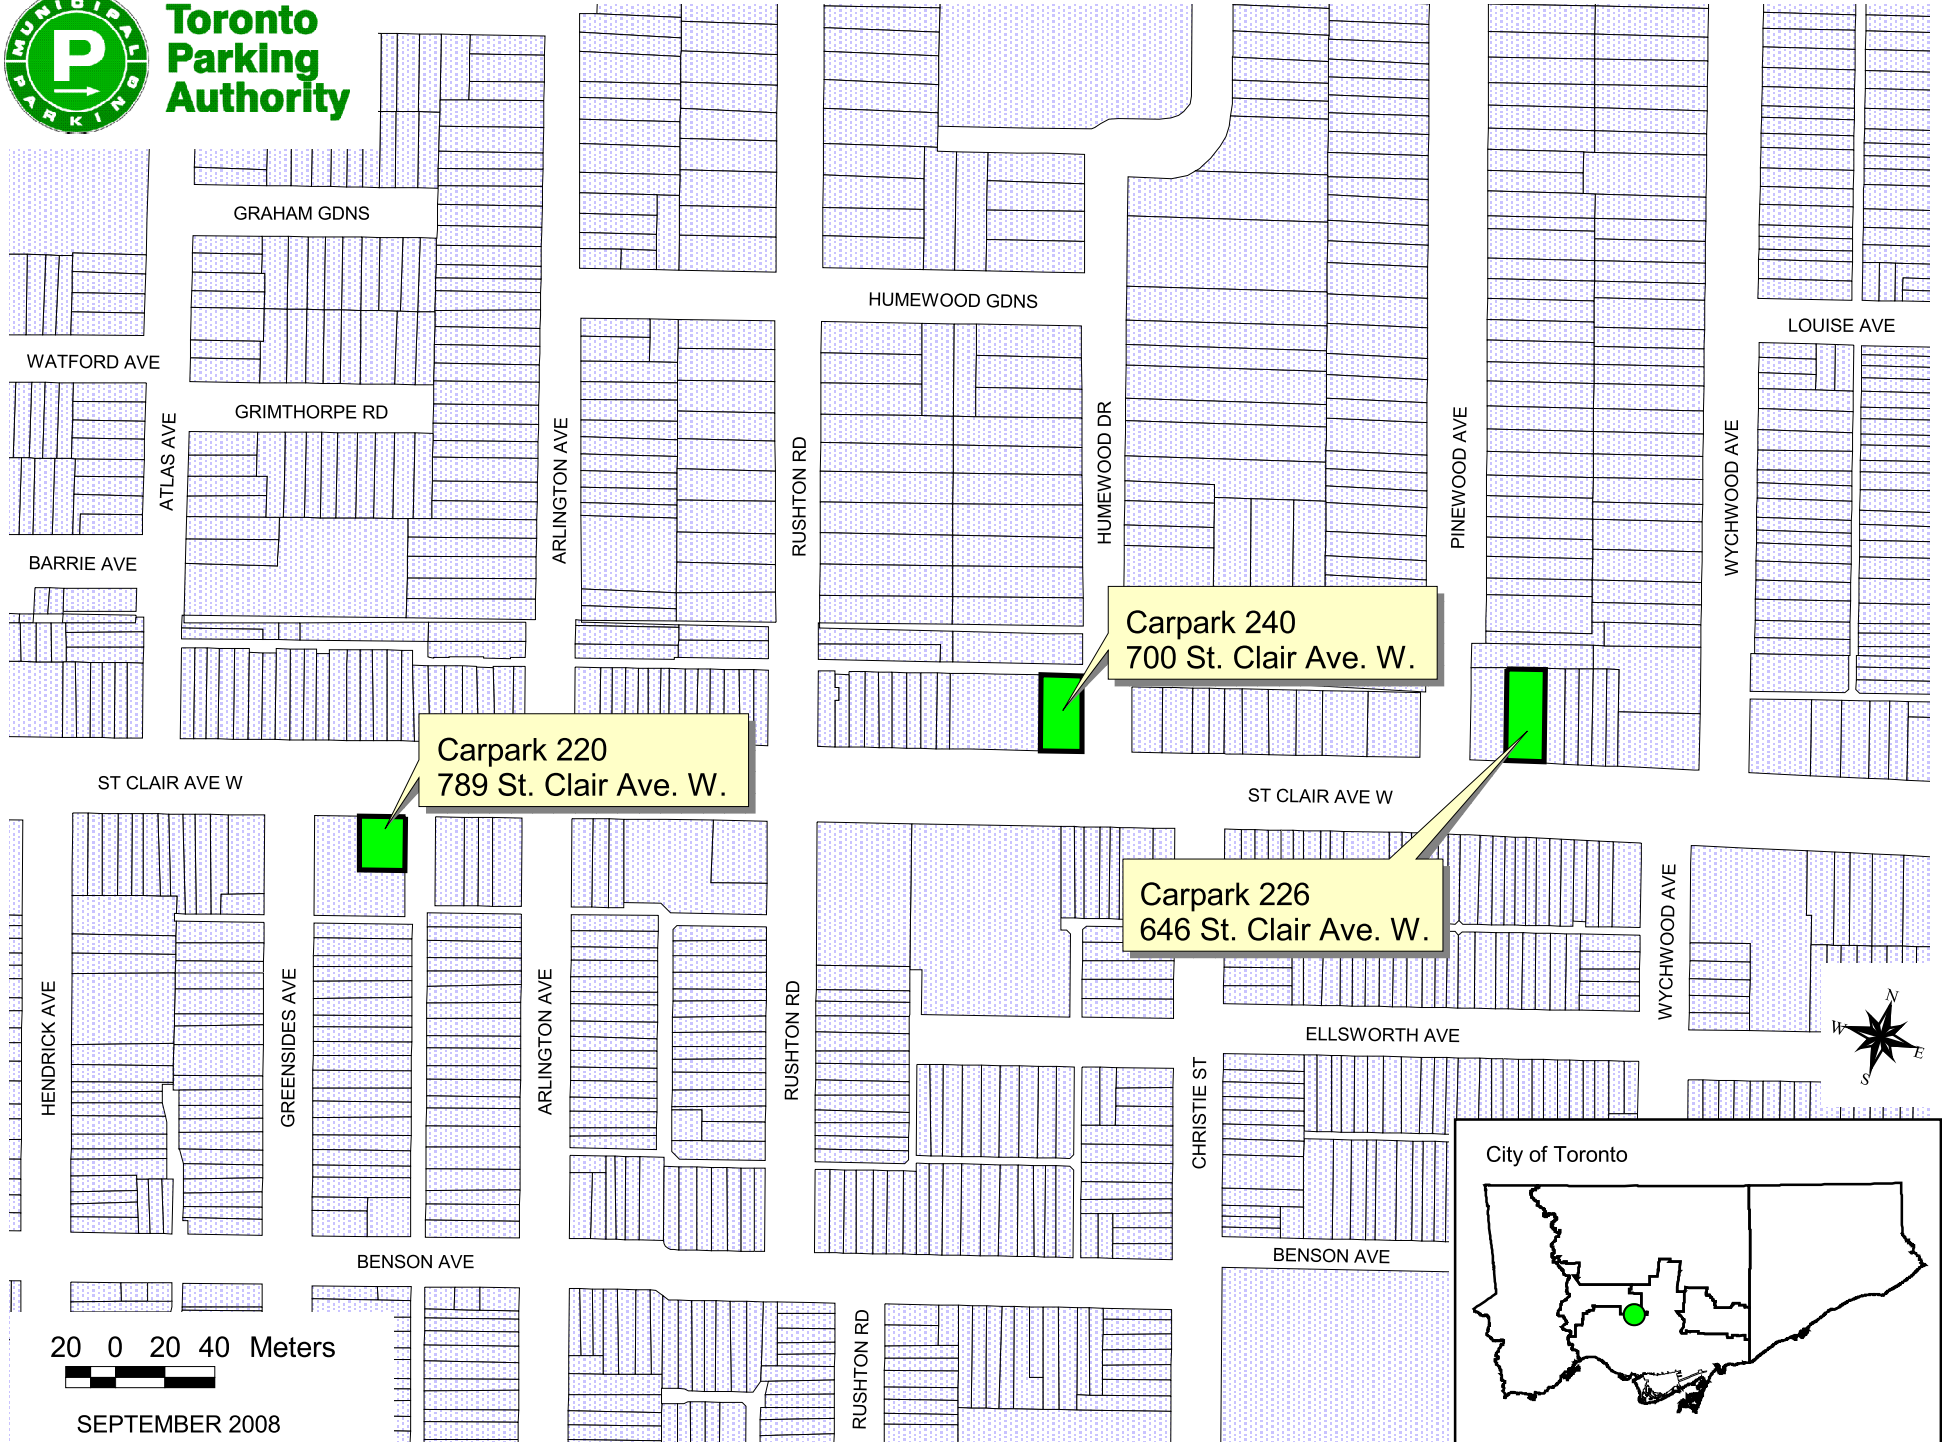 MUNICIPAL
P
PARKING
Toronto
Parking
Authority
GRAHAM GDNS
HUMEWOOD GDNS
LOUISE AVE
WATFORD AVE
GRIMTHORPE RD
ATLAS AVE
ARLINGTON AVE
RUSHTON RD
HUMEWOOD DR
PINEWOOD AVE
WYCHWOOD AVE
BARRIE AVE
Carpark 240
700 St. Clair Ave. W.
Carpark 220
789 St. Clair Ave. W.
ST CLAIR AVE W
ST CLAIR AVE W
Carpark 226
646 St. Clair Ave. W.
HENDRICK AVE
GREENSIDES AVE
ARLINGTON AVE
RUSHTON RD
WYCHWOOD AVE
N
W
E
S
ELLSWORTH AVE
CHRISTIE ST
City of Toronto
BENSON AVE
BENSON AVE
RUSHTON RD
20 0 20 40 Meters
SEPTEMBER 2008